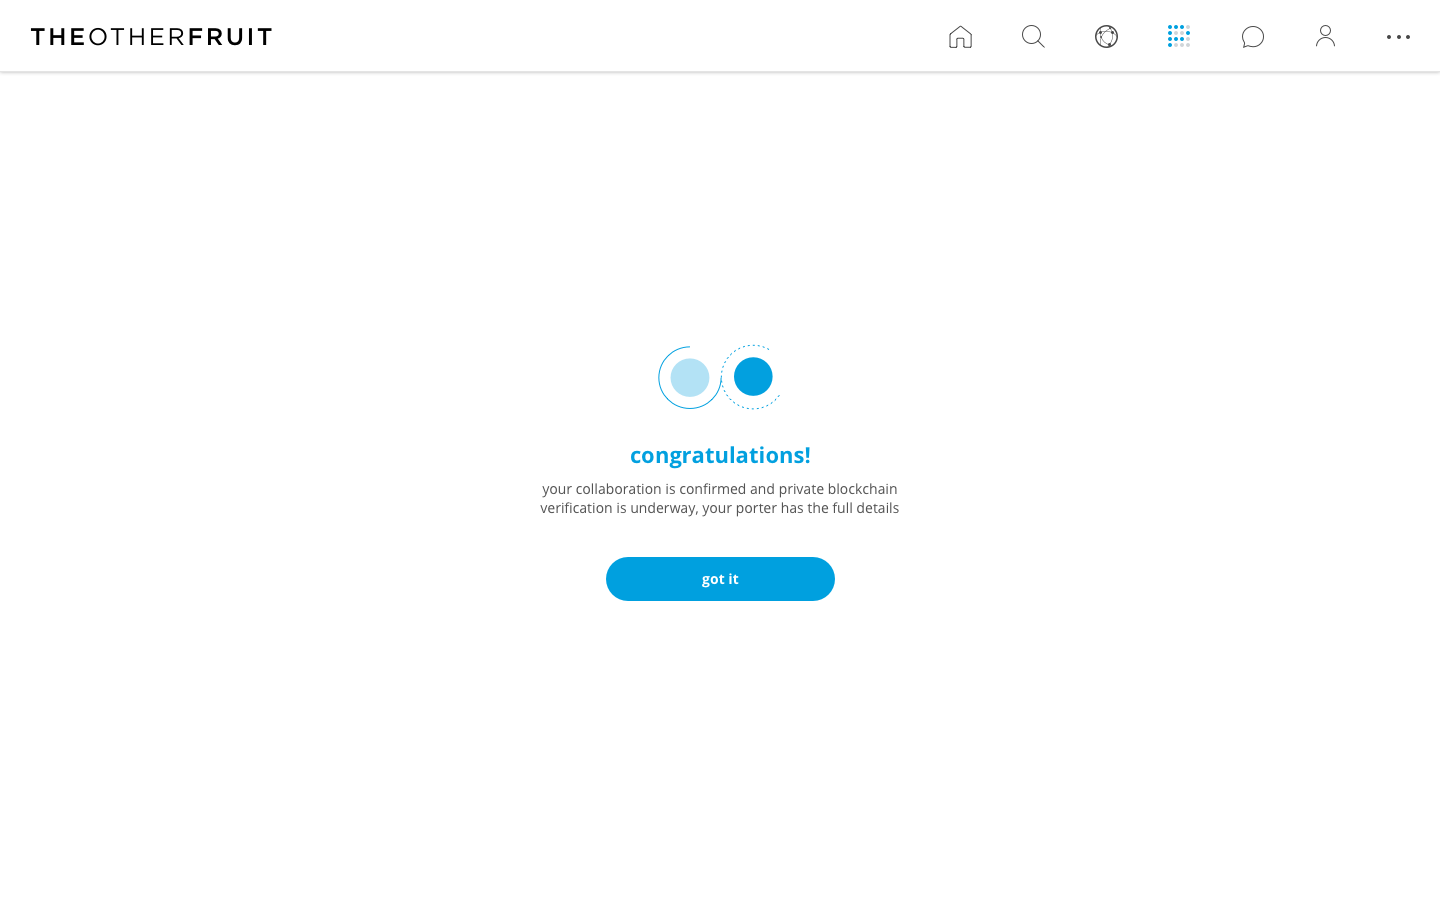 THEOTHERFRUIT
congratulations!
your collaboration is confirmed and private blockchain
verification is underway, your porter has the full details
got it